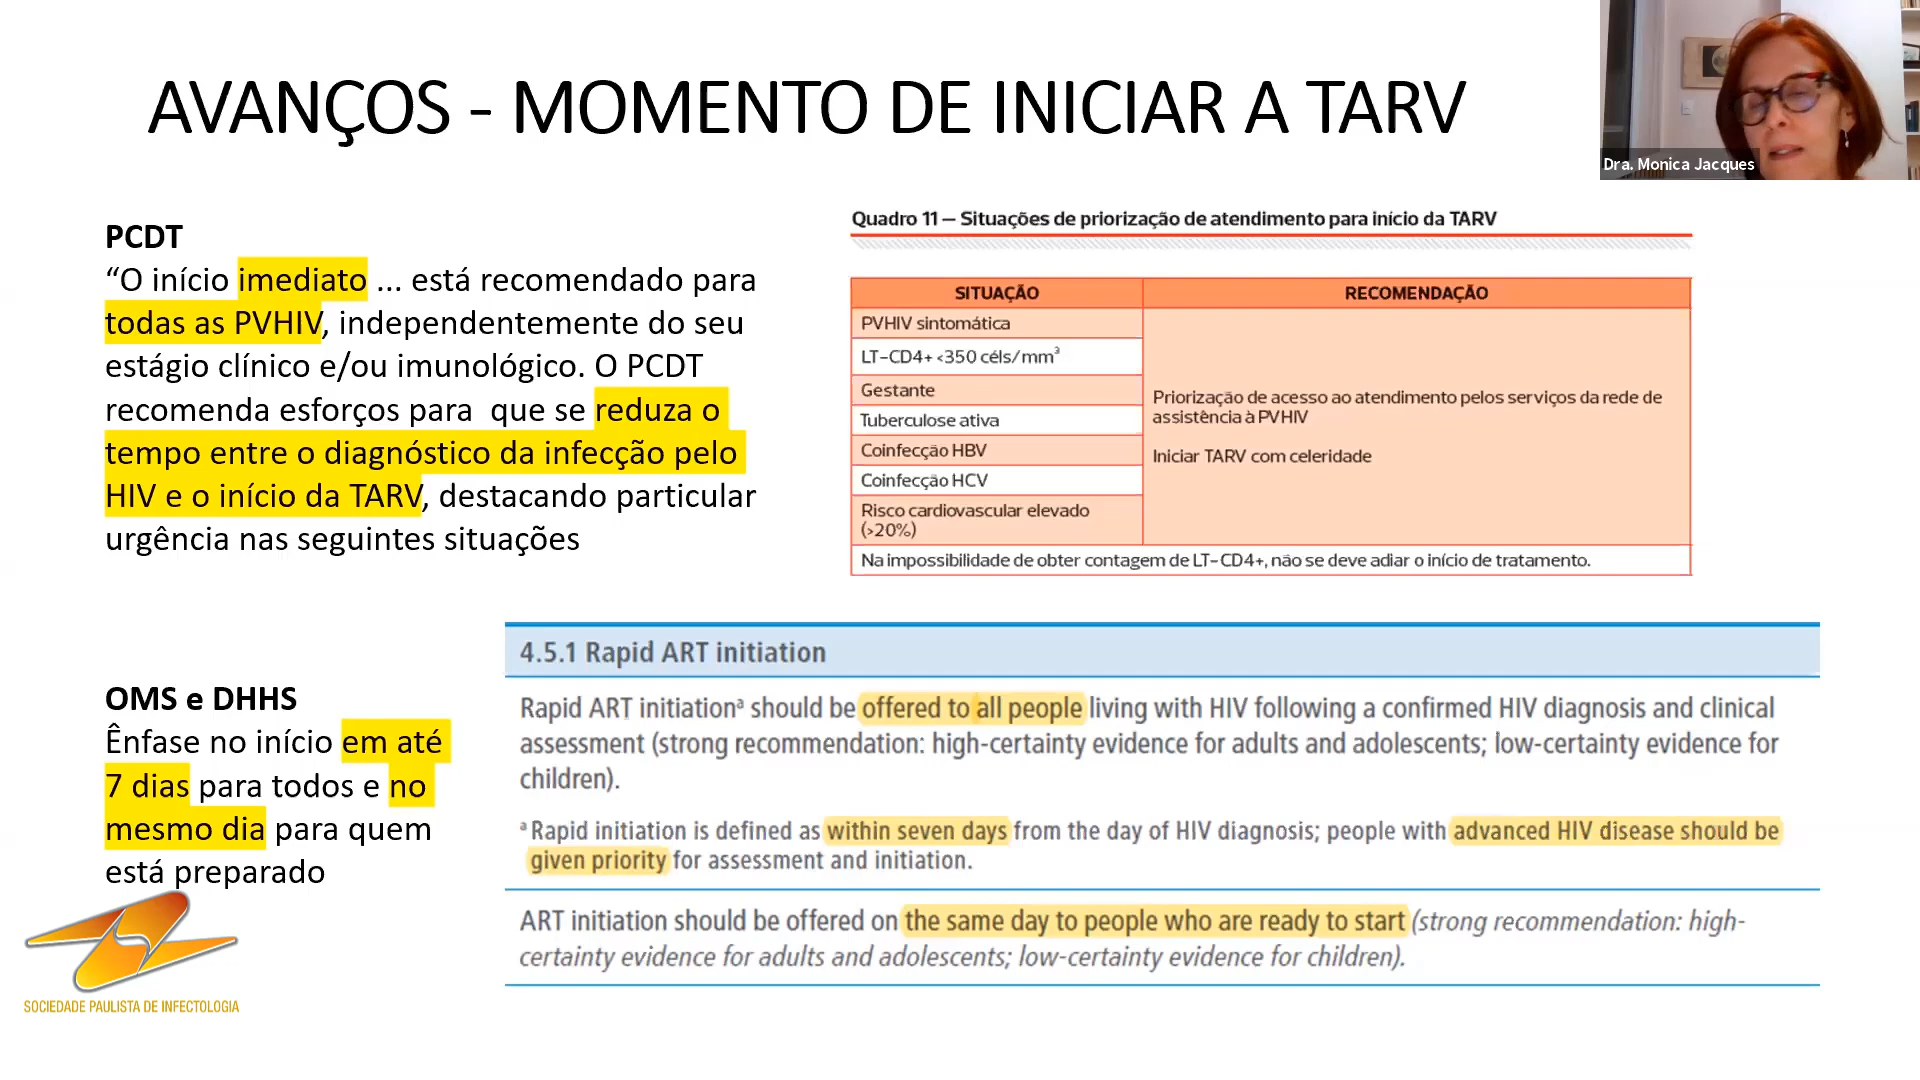 AVANÇOS - MOMENTO DE INICIAR A TARV
Dra. Monica Jacques
PCDT
“O início imediato ... está recomendado para
todas as PVHIV, independentemente do seu
estágio clínico e/ou imunológico. O PCDT
recomenda esforços para que se reduza o
tempo entre o diagnóstico da infecção pelo
HIV e o início da TARV, destacando particular
urgência nas seguintes situações
Quadro 11 – Situações de priorização de atendimento para início da TARV
SITUAÇÃO
RECOMENDAÇÃO
PVHIV sintomática
LT-CD4+ <350 céls/mm³
Gestante
Tuberculose ativa
Coinfecção HBV
Coinfecção HCV
Risco cardiovascular elevado
(>20%)
Priorização de acesso ao atendimento pelos serviços da rede de
assistência à PVHIV
Iniciar TARV com celeridade
Na impossibilidade de obter contagem de LT-CD4+, não se deve adiar o início de tratamento.
OMS e DHHS
Ênfase no início em até
7 dias para todos e no
mesmo dia para quem
está preparado
4.5.1 Rapid ART initiation
Rapid ART initiationᵃ should be offered to all people living with HIV following a confirmed HIV diagnosis and clinical
assessment (strong recommendation: high-certainty evidence for adults and adolescents; low-certainty evidence for
children).
ᵃ Rapid initiation is defined as within seven days from the day of HIV diagnosis; people with advanced HIV disease should be
given priority for assessment and initiation.
ART initiation should be offered on the same day to people who are ready to start (strong recommendation: high-
certainty evidence for adults and adolescents; low-certainty evidence for children).
SOCIEDADE PAULISTA DE INFECTOLOGIA